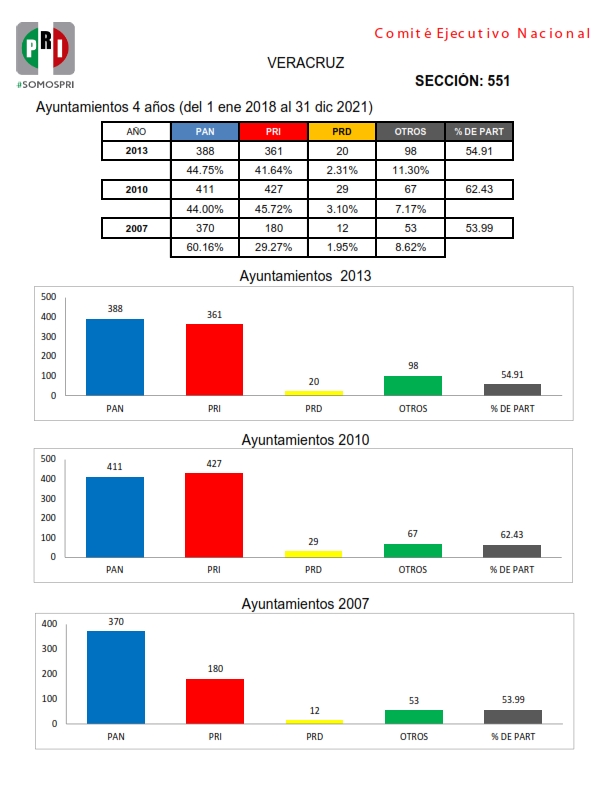 Comité Ejecutivo Nacional
PRI
#SOMOSPRI
VERACRUZ
SECCIÓN: 551
Ayuntamientos 4 años (del 1 ene 2018 al 31 dic 2021)
AÑO PAN PRI PRD OTROS % DE PART
2013 388 361 20 98 54.91
44.75% 41.64% 2.31% 11.30%
2010 411 427 29 67 62.43
44.00% 45.72% 3.10% 7.17%
2007 370 180 12 53 53.99
60.16% 29.27% 1.95% 8.62%
Ayuntamientos 2013
500
400
300
200
100
0
388 361 20 98 54.91
PAN PRI PRD OTROS % DE PART
Ayuntamientos 2010
500
400
300
200
100
0
411 427 29 67 62.43
PAN PRI PRD OTROS % DE PART
Ayuntamientos 2007
400
300
200
100
0
370 180 12 53 53.99
PAN PRI PRD OTROS % DE PART